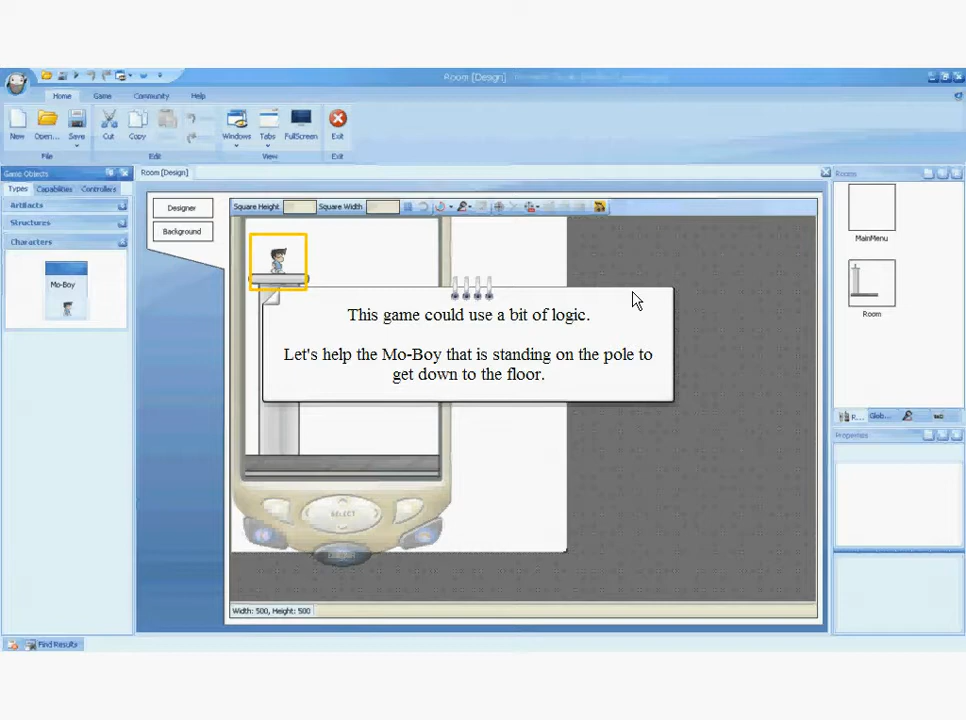 Room [Design]
Home Game Community Help
New Open... Save Cut Copy Windows Tabs FullScreen Exit
File Edit View Exit
Game Objects
Types Capabilities Controllers
Artifacts
Structures
Characters
Mo-Boy
Room [Design]
Designer
Background
Square Height Square Width
This game could use a bit of logic.
Let's help the Mo-Boy that is standing on the pole to
get down to the floor.
SELECT
Width: 500, Height: 500
Rooms
MainMenu
Room
R... Glob...
Properties
Find Results